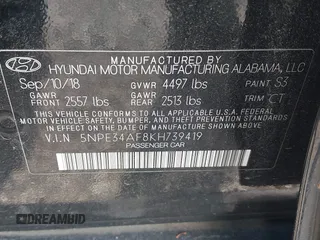 MANUFACTURED BY
HYUNDAI MOTOR MANUFACTURING ALABAMA, LLC
Sep/10/18 GVWR 4497 lbs PAINT S3
GAWR FRONT 2557 lbs GAWR REAR 2513 lbs TRIM CT
THIS VEHICLE CONFORMS TO ALL APPLICABLE U.S. FEDERAL
MOTOR VEHICLE SAFETY, BUMPER, AND THEFT PREVENTION
STANDARDS IN EFFECT ON THE DATE OF MANUFACTURE
SHOWN ABOVE.
V.I.N. 5NPE34AF8KH739419
PASSENGER CAR
DREAMBID